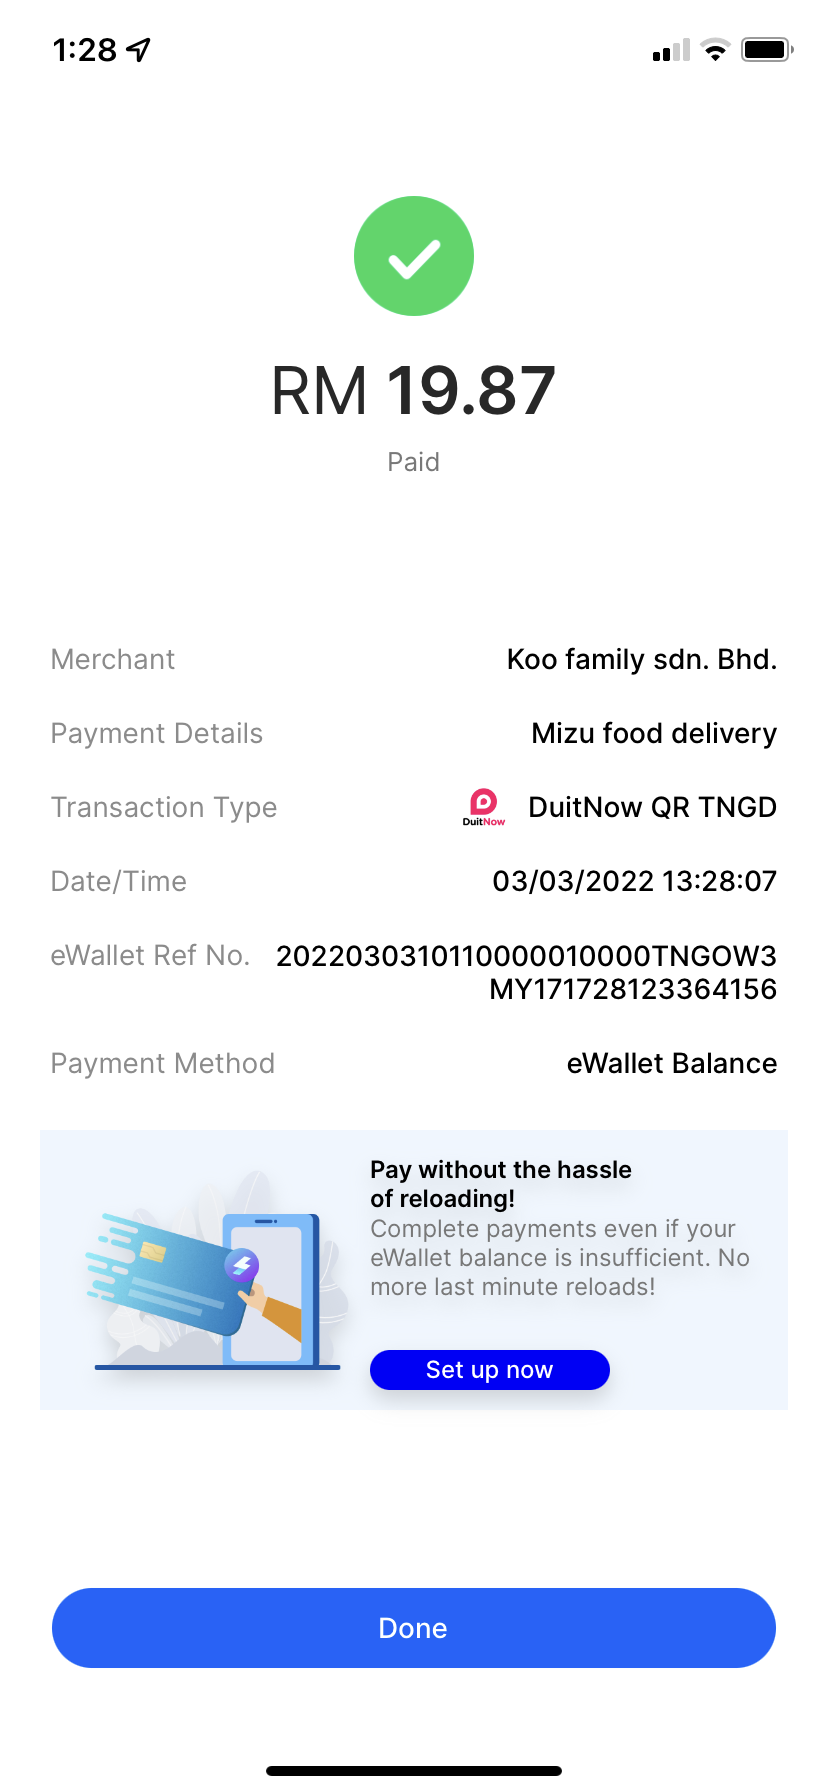 1:28
RM 19.87
Paid
Merchant Koo family sdn. Bhd.
Payment Details Mizu food delivery
Transaction Type DuitNow DuitNow QR TNGD
Date/Time 03/03/2022 13:28:07
eWallet Ref No. 20220303101100000010000TNGOW3
MY171728123364156
Payment Method eWallet Balance
Pay without the hassle
of reloading!
Complete payments even if your
eWallet balance is insufficient. No
more last minute reloads!
Set up now
Done